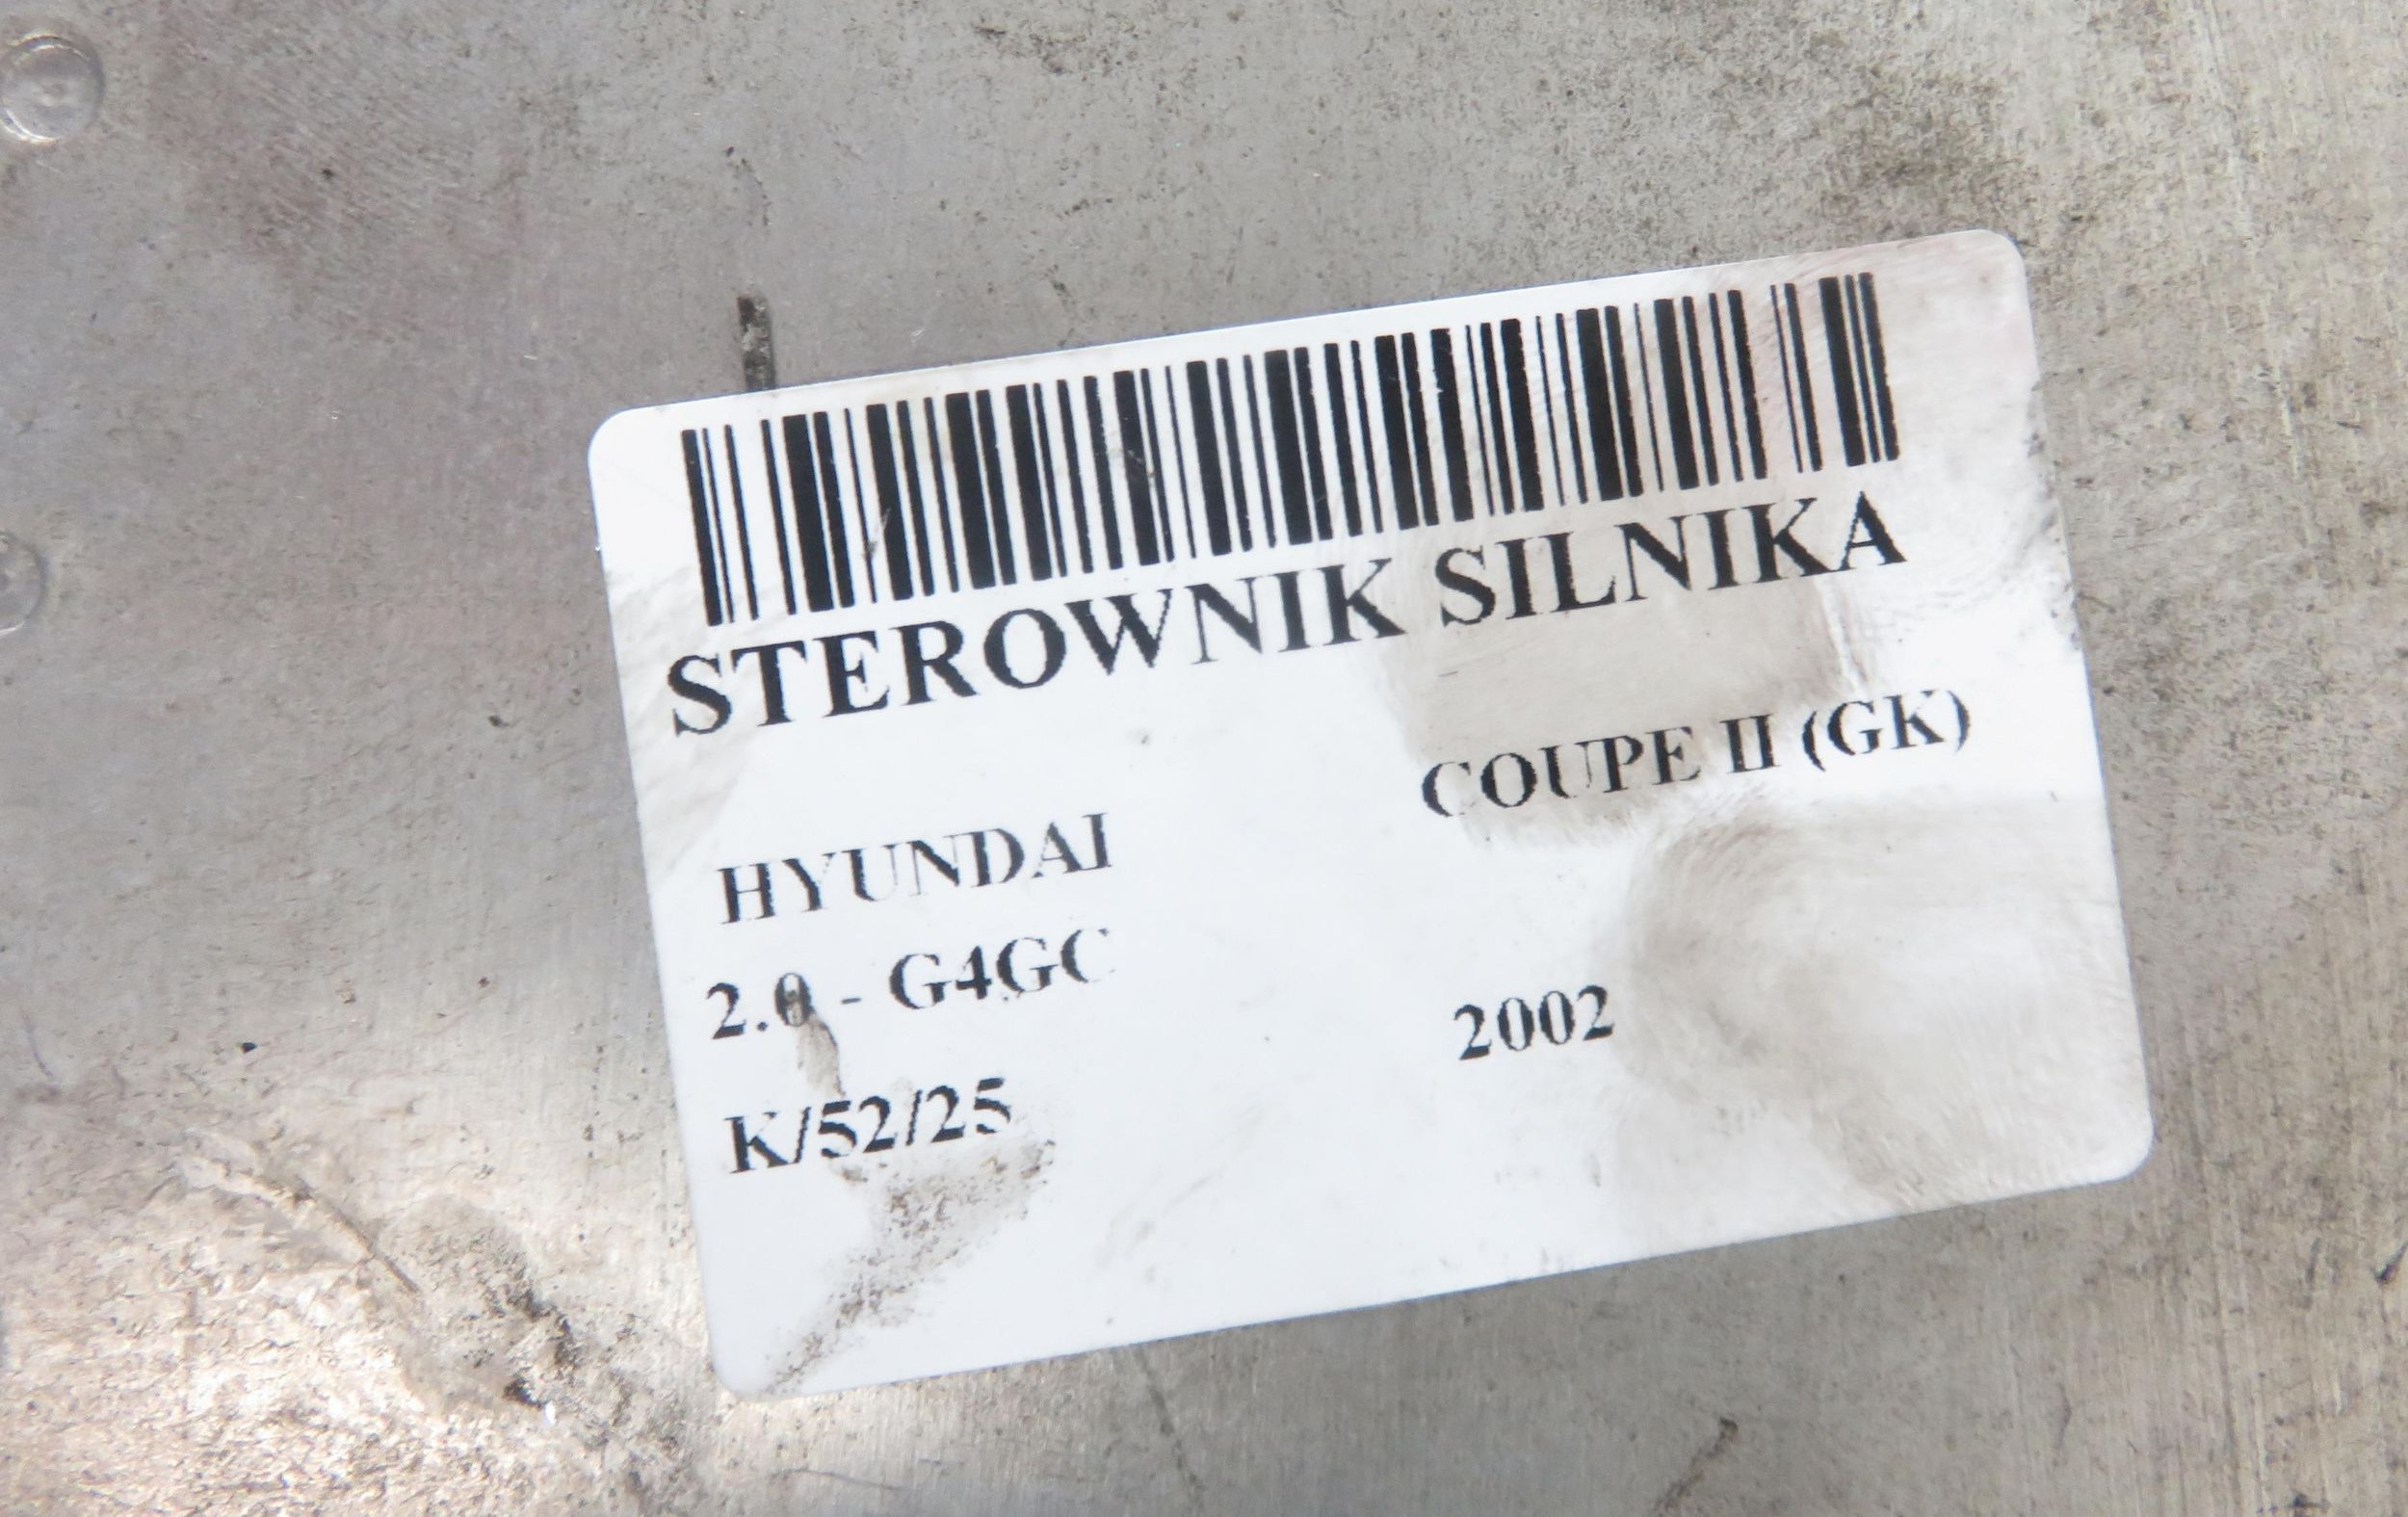 STEROWNIK SILNIKA
HYUNDAI COUPE II (GK)
2.0 - G4GC 2002
K/52/25